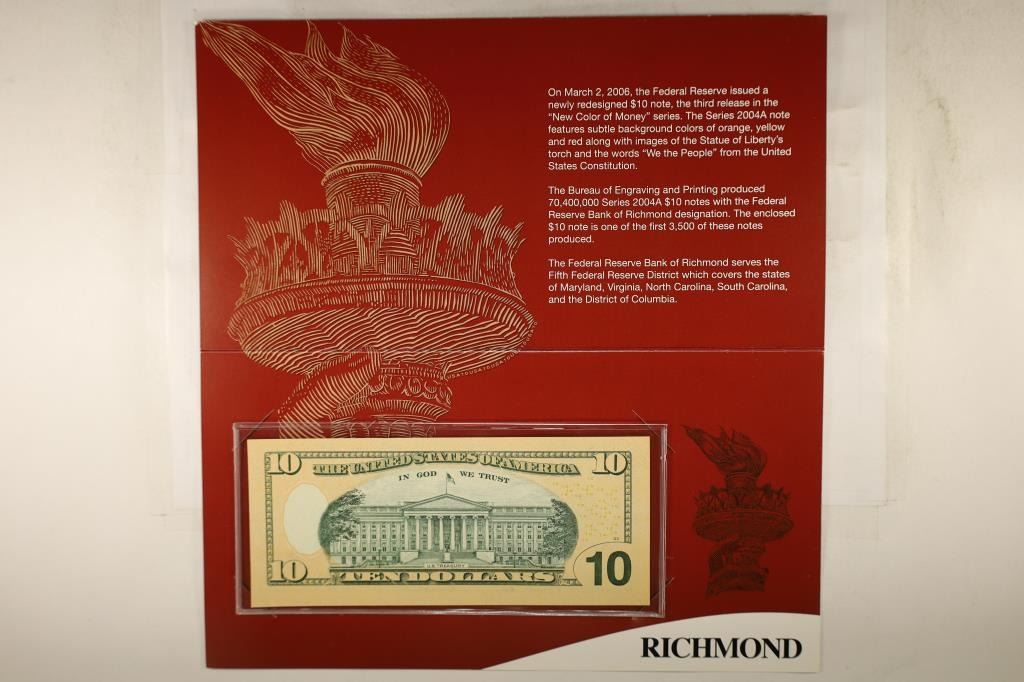 On March 2, 2006, the Federal Reserve issued a
newly redesigned $10 note, the third release in the
“New Color of Money” series. The Series 2004A note
features subtle background colors of orange, yellow
and red along with images of the Statue of Liberty’s
torch and the words “We the People” from the United
States Constitution.
The Bureau of Engraving and Printing produced
70,400,000 Series 2004A $10 notes with the Federal
Reserve Bank of Richmond designation. The enclosed
$10 note is one of the first 3,500 of these notes
produced.
The Federal Reserve Bank of Richmond serves the
Fifth Federal Reserve District which covers the states
of Maryland, Virginia, North Carolina, South Carolina,
and the District of Columbia.
10 THE UNITED STATES OF AMERICA 10
IN GOD WE TRUST
U.S. TREASURY
10 TEN DOLLARS 10
RICHMOND